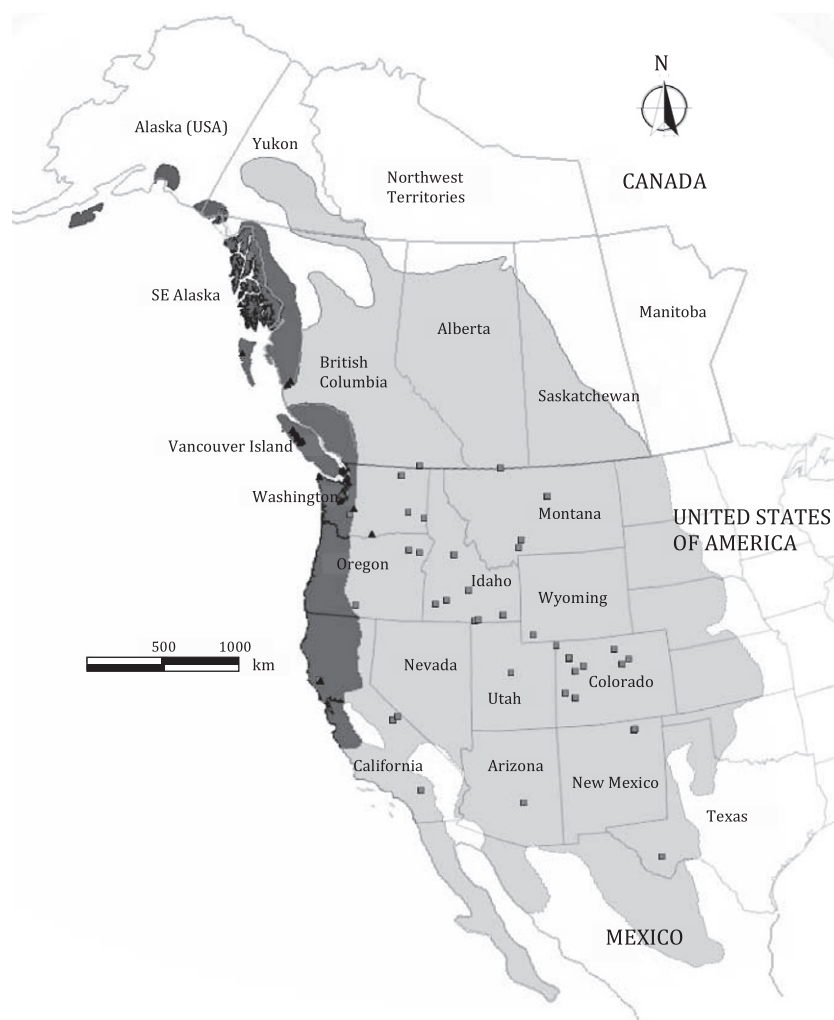 N
Alaska (USA)
Yukon
Northwest
Territories
CANADA
SE Alaska
Manitoba
Alberta
British
Columbia
Saskatchewan
Vancouver Island
Washington
Montana
UNITED STATES
OF AMERICA
Oregon
Idaho
Wyoming
500
1000
km
Nevada
Utah
Colorado
California
Arizona
New Mexico
Texas
MEXICO